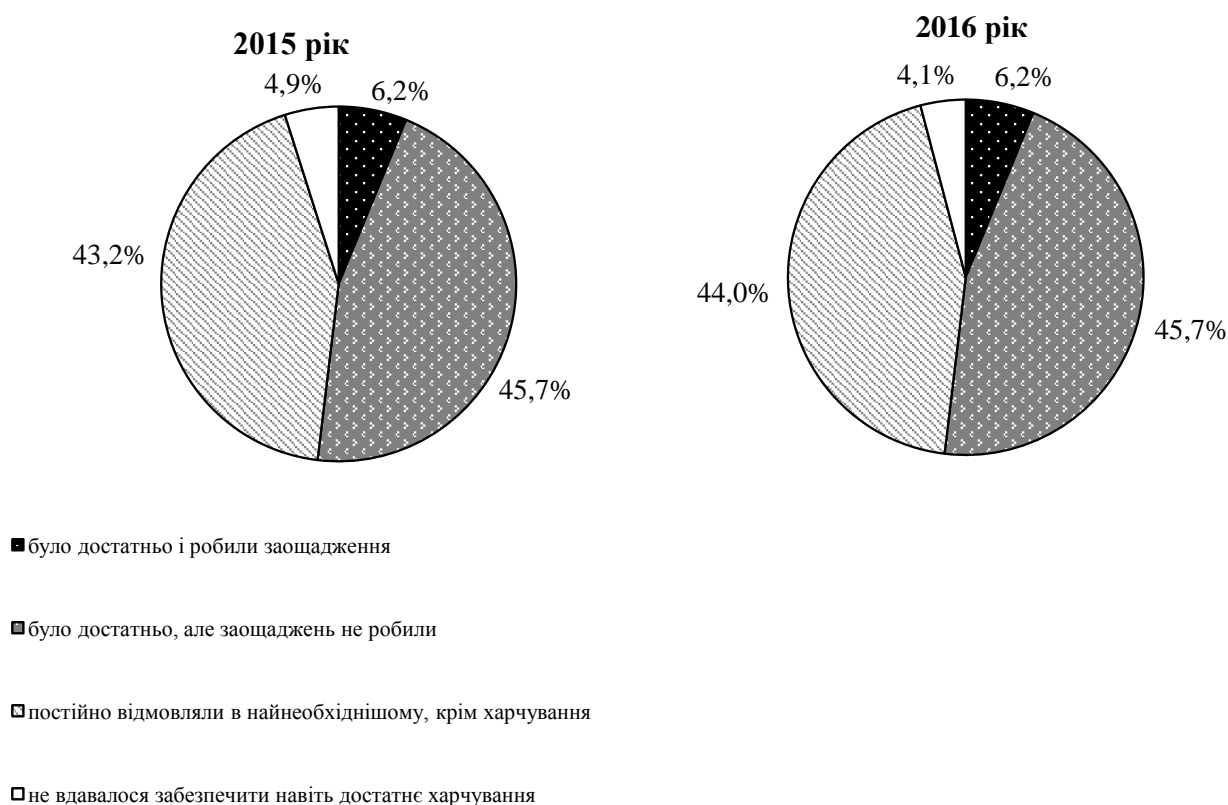 2015 рік
4,9%
6,2%
43,2%
45,7%
2016 рік
4,1%
6,2%
44,0%
45,7%
було достатньо і робили заощадження
було достатньо, але заощаджень не робили
постійно відмовляли в найнеобхіднішому, крім харчування
не вдавалося забезпечити навіть достатнє харчування